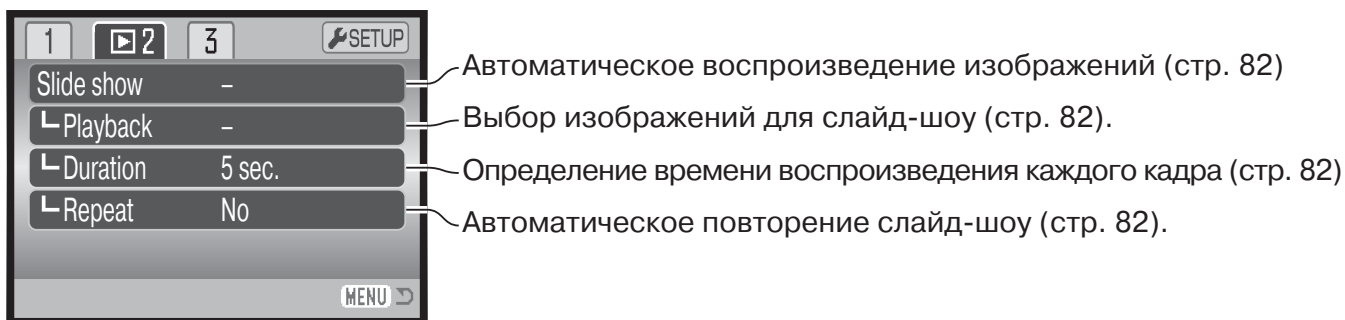 1 2 3 SETUP
Slide show – Автоматическое воспроизведение изображений (стр. 82)
Playback – Выбор изображений для слайд-шоу (стр. 82).
Duration 5 sec. Определение времени воспроизведения каждого кадра (стр. 82)
Repeat No Автоматическое повторение слайд-шоу (стр. 82).
MENU